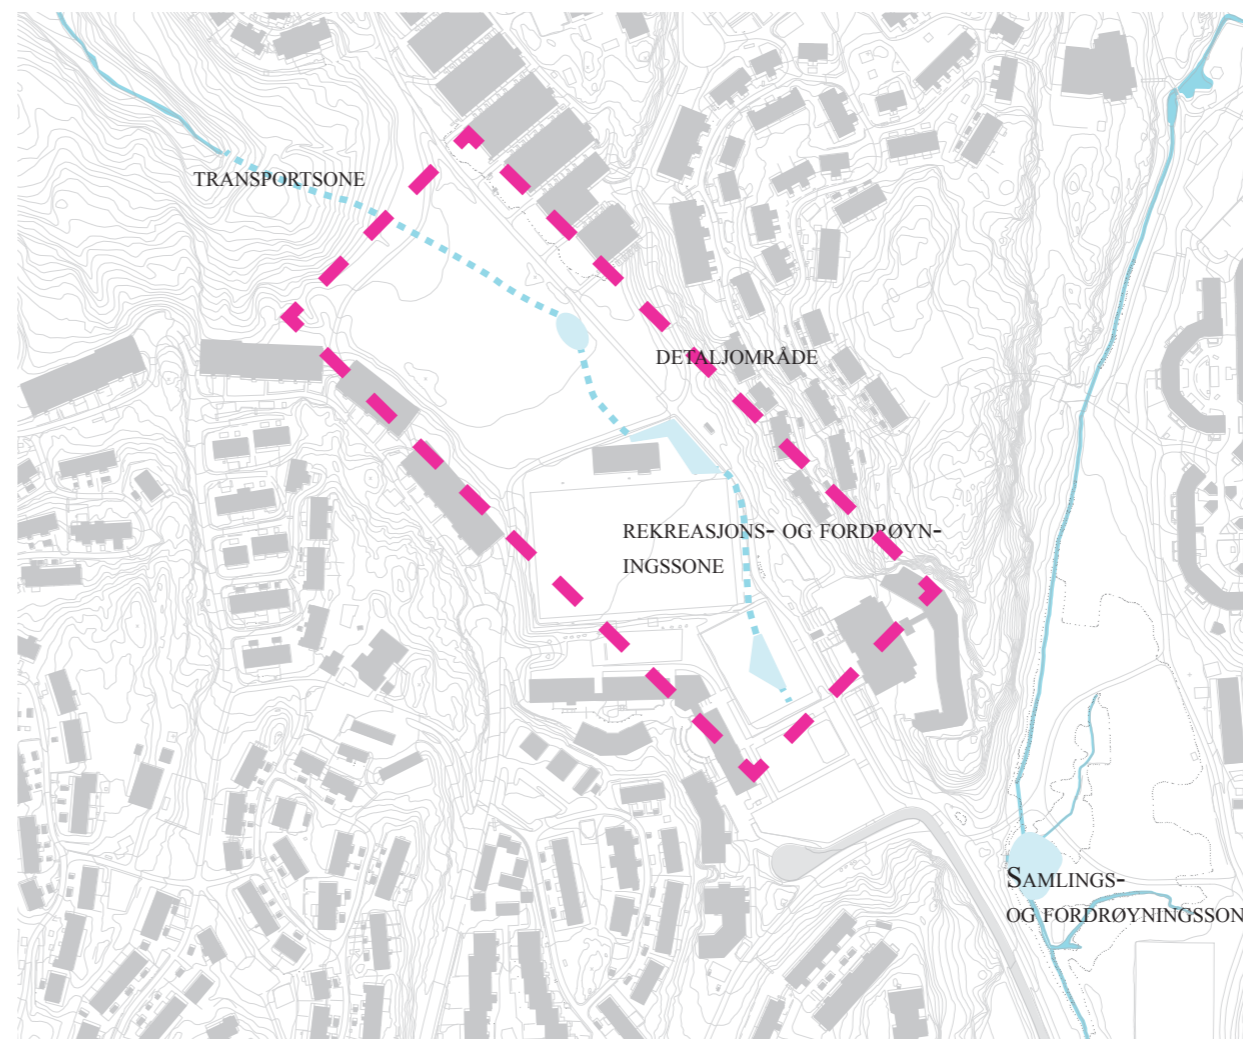 TRANSPORTSONE
DETALJOMRÅDE
REKREASJONS- OG FORDRØYN-
INGSSONE
SAMLINGS-
OG FORDRØYNINGSSON